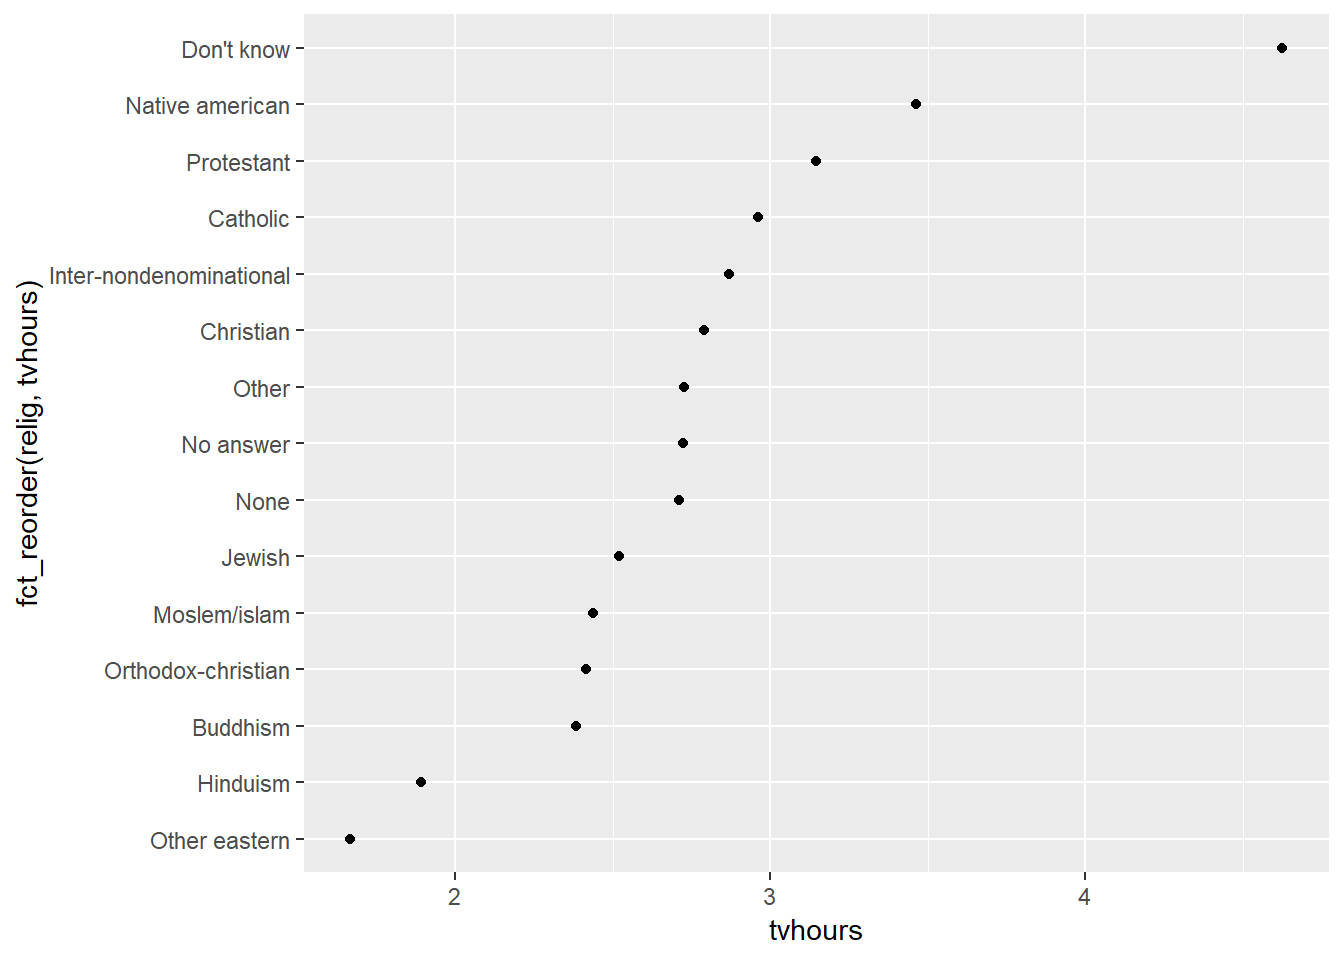 Don't know
Native american
Protestant
Catholic
Inter-nondenominational
Christian
Other
No answer
None
Jewish
Moslem/islam
Orthodox-christian
Buddhism
Hinduism
Other eastern
fct_reorder(relig, tvhours)
2
3
4
tvhours